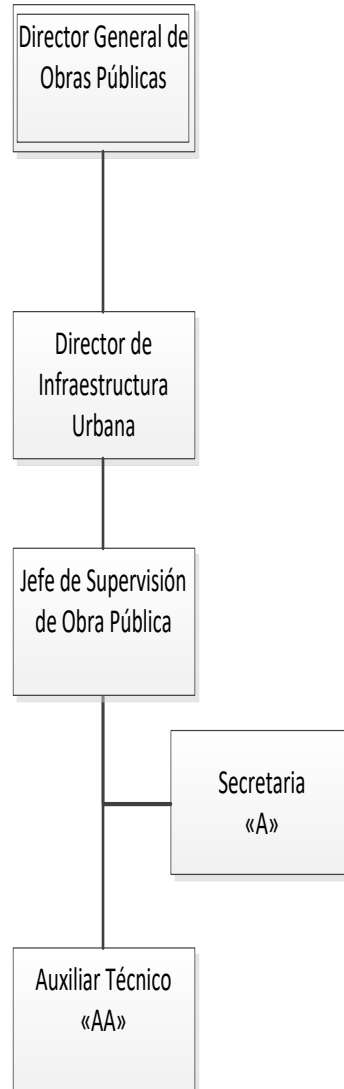 Director General de
Obras Públicas
Director de
Infraestructura
Urbana
Jefe de Supervisión
de Obra Pública
Secretaria
«A»
Auxiliar Técnico
«AA»